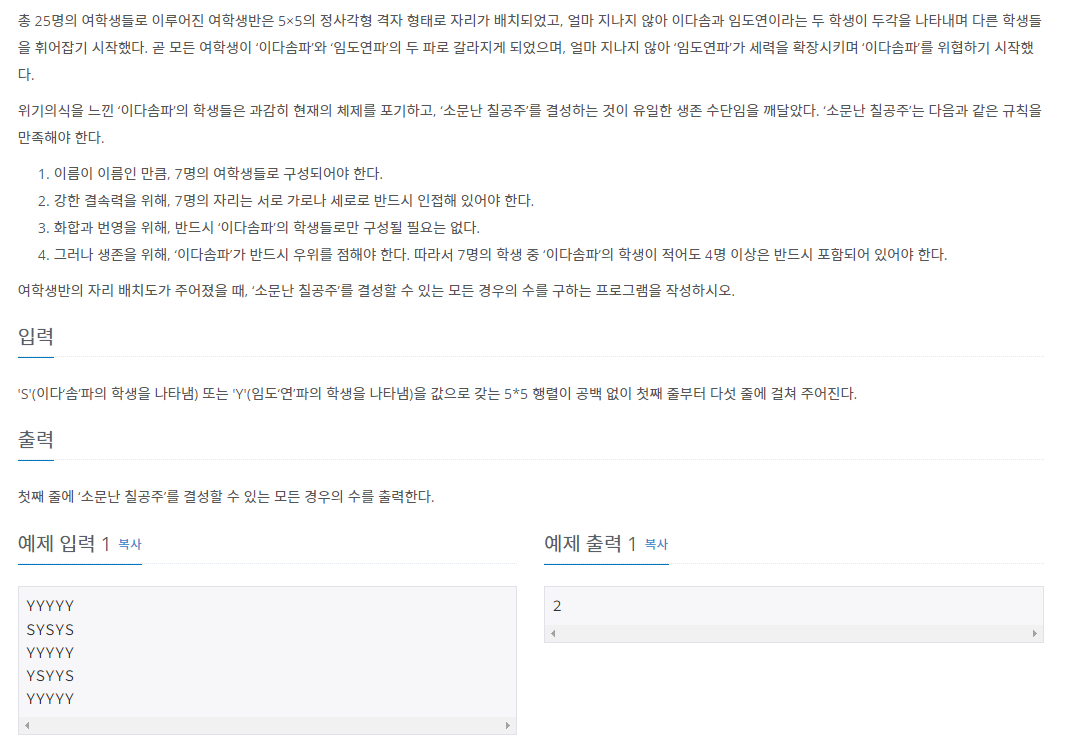 총 25명의 여학생들로 이루어진 여학생반은 5×5의 정사각형 격자 형태로 자리가 배치되었고, 얼마 지나지 않아 이다솜과 임도연이라는 두 학생이 두각을 나타내며 다른 학생들
을 휘어잡기 시작했다. 곧 모든 여학생이 ‘이다솜파’와 ‘임도연파’의 두 파로 갈라지게 되었으며, 얼마 지나지 않아 ‘임도연파’가 세력을 확장시키며 ‘이다솜파’를 위협하기 시작했
다.
위기의식을 느낀 ‘이다솜파’의 학생들은 과감히 현재의 체제를 포기하고, ‘소문난 칠공주’를 결성하는 것이 유일한 생존 수단임을 깨달았다. ‘소문난 칠공주’는 다음과 같은 규칙을
만족해야 한다.
1. 이름이 이름인 만큼, 7명의 여학생들로 구성되어야 한다.
2. 강한 결속력을 위해, 7명의 자리는 서로 가로나 세로로 반드시 인접해 있어야 한다.
3. 화합과 번영을 위해, 반드시 ‘이다솜파’의 학생들로만 구성될 필요는 없다.
4. 그러나 생존을 위해, ‘이다솜파’가 반드시 우위를 점해야 한다. 따라서 7명의 학생 중 ‘이다솜파’의 학생이 적어도 4명 이상은 반드시 포함되어 있어야 한다.
여학생반의 자리 배치도가 주어졌을 때, ‘소문난 칠공주’를 결성할 수 있는 모든 경우의 수를 구하는 프로그램을 작성하시오.
입력
'S'(이다‘솜’파의 학생을 나타냄) 또는 'Y'(임도‘연’파의 학생을 나타냄)을 값으로 갖는 5*5 행렬이 공백 없이 첫째 줄부터 다섯 줄에 걸쳐 주어진다.
출력
첫째 줄에 ‘소문난 칠공주’를 결성할 수 있는 모든 경우의 수를 출력한다.
예제 입력 1 복사
YYYYY
SYSYS
YYYYY
YSYYS
YYYYY
예제 출력 1 복사
2